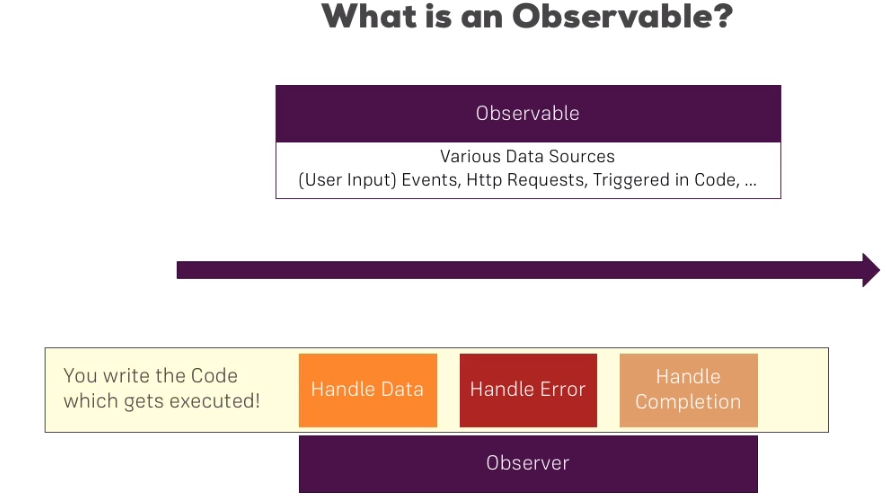 What is an Observable?
Observable
Various Data Sources
(User Input) Events, Http Requests, Triggered in Code, ...
You write the Code
which gets executed!
Handle Data
Handle Error
Handle
Completion
Observer